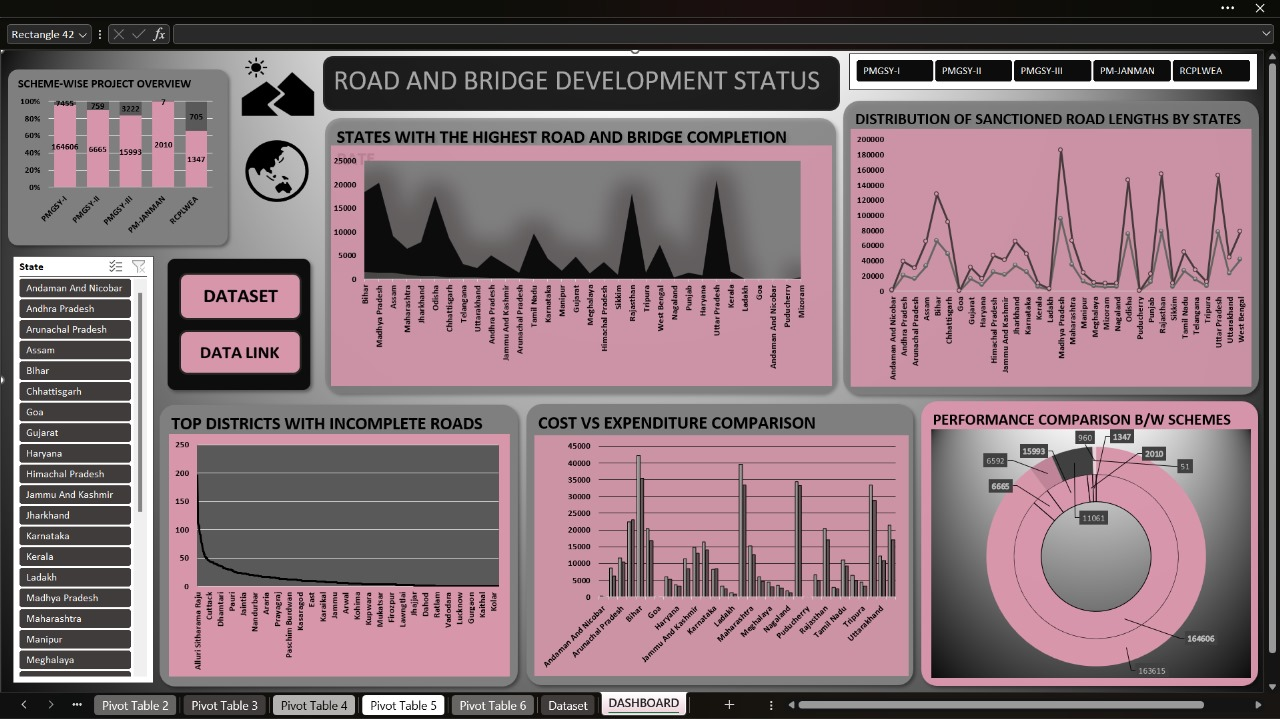 Rectangle 42
fx
SCHEME-WISE PROJECT OVERVIEW
100%
80%
60%
40%
20%
0%
7455
759
3222
7
705
164606
6665
15993
2010
1347
PMGSY-I
PMGSY-II
PMGSY-III
PM-JANMAN
RCPLWEA
ROAD AND BRIDGE DEVELOPMENT STATUS
PMGSY-I
PMGSY-II
PMGSY-III
PM-JANMAN
RCPLWEA
State
Andaman And Nicobar
Andhra Pradesh
Arunachal Pradesh
Assam
Bihar
Chhattisgarh
Goa
Gujarat
Haryana
Himachal Pradesh
Jammu And Kashmir
Jharkhand
Karnataka
Kerala
Ladakh
Madhya Pradesh
Maharashtra
Manipur
Meghalaya
DATASET
DATA LINK
STATES WITH THE HIGHEST ROAD AND BRIDGE COMPLETION
RATE
25000
20000
15000
10000
5000
0
Bihar
Madhya Pradesh
Assam
Maharashtra
Jharkhand
Odisha
Chhattisgarh
Telangana
Uttarakhand
Andhra Pradesh
Jammu And Kashmir
Arunachal Pradesh
Tamil Nadu
Karnataka
Manipur
Gujarat
Meghalaya
Himachal Pradesh
Sikkim
Rajasthan
Tripura
West Bengal
Nagaland
Punjab
Haryana
Uttar Pradesh
Kerala
Ladakh
Goa
Andaman And Nicobar
Puducherry
Mizoram
DISTRIBUTION OF SANCTIONED ROAD LENGTHS BY STATES
200000
180000
160000
140000
120000
100000
80000
60000
40000
20000
0
Andaman And Nicobar
Andhra Pradesh
Arunachal Pradesh
Assam
Bihar
Chhattisgarh
Goa
Gujarat
Haryana
Himachal Pradesh
Jammu And Kashmir
Jharkhand
Karnataka
Kerala
Ladakh
Madhya Pradesh
Maharashtra
Manipur
Meghalaya
Mizoram
Nagaland
Odisha
Puducherry
Punjab
Rajasthan
Sikkim
Tamil Nadu
Telangana
Tripura
Uttar Pradesh
Uttarakhand
West Bengal
TOP DISTRICTS WITH INCOMPLETE ROADS
250
200
150
100
50
0
Alluri Sitharama Raju
Cuttack
Dhamtari
Pauri
Jaintia
Nandurbar
Araria
Prayagraj
Paschim Burdwan
Kasaragod
East
Karaikal
Jammu
Arwal
Kohima
Kupwara
Muktsar
Firozpur
Lawngtlai
Jhajjar
Dahod
Ratlam
Vadodara
Lucknow
Gurgaon
Kaithal
Kolar
COST VS EXPENDITURE COMPARISON
45000
40000
35000
30000
25000
20000
15000
10000
5000
0
Andaman And Nicobar
Arunachal Pradesh
Bihar
Goa
Haryana
Jammu And Kashmir
Karnataka
Ladakh
Maharashtra
Meghalaya
Nagaland
Puducherry
Rajasthan
Tamil Nadu
Tripura
Uttarakhand
PERFORMANCE COMPARISON B/W SCHEMES
960
1347
15993
2010
6592
51
6665
11061
164606
163615
Pivot Table 2
Pivot Table 3
Pivot Table 4
Pivot Table 5
Pivot Table 6
Dataset
DASHBOARD